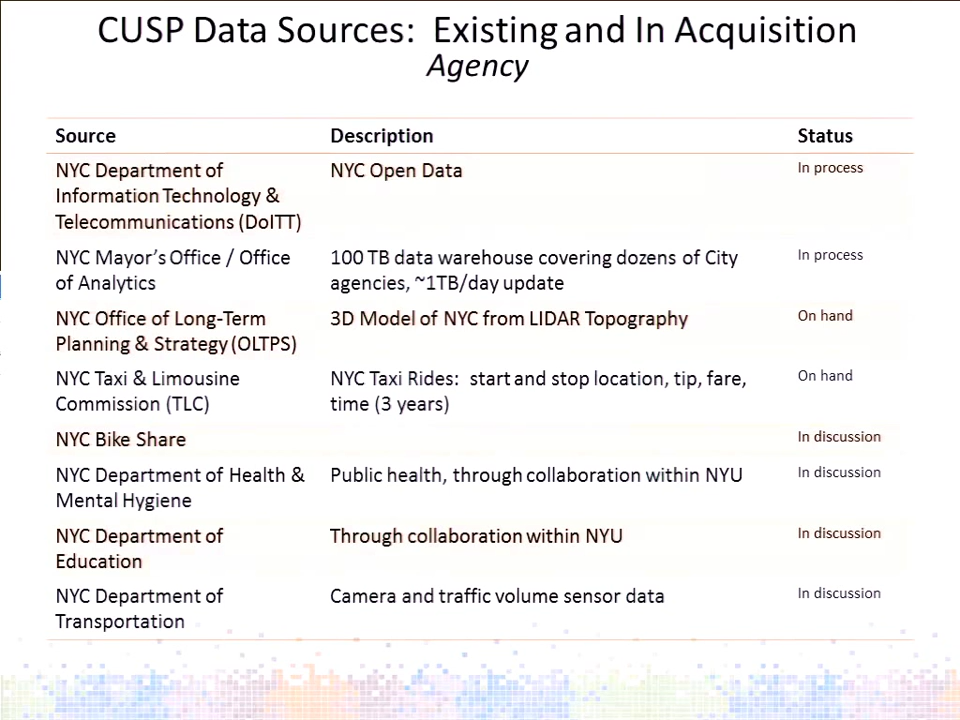 CUSP Data Sources:  Existing and In Acquisition
Agency
Source Description Status
NYC Department of NYC Open Data In process
Information Technology &
Telecommunications (DoITT)
NYC Mayor's Office / Office 100 TB data warehouse covering dozens of City In process
of Analytics agencies, ~1TB/day update
NYC Office of Long-Term 3D Model of NYC from LIDAR Topography On hand
Planning & Strategy (OLTPS)
NYC Taxi & Limousine NYC Taxi Rides:  start and stop location, tip, fare, On hand
Commission (TLC) time (3 years)
NYC Bike Share In discussion
NYC Department of Health & Public health, through collaboration within NYU In discussion
Mental Hygiene
NYC Department of Through collaboration within NYU In discussion
Education
NYC Department of Camera and traffic volume sensor data In discussion
Transportation